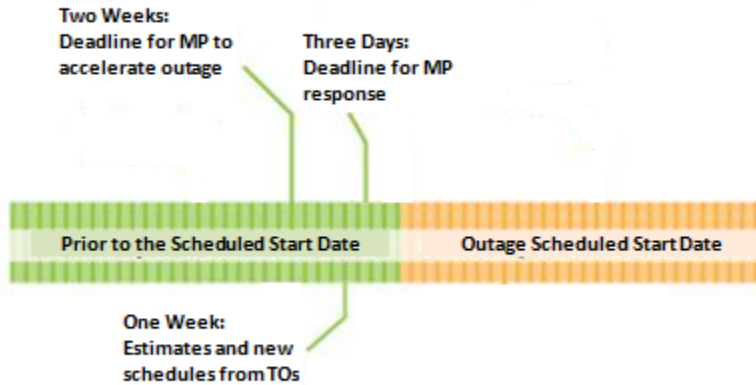 Two Weeks:
Deadline for MP to
accelerate outage
Three Days:
Deadline for MP
response
Prior to the Scheduled Start Date
Outage Scheduled Start Date
One Week:
Estimates and new
schedules from TOs